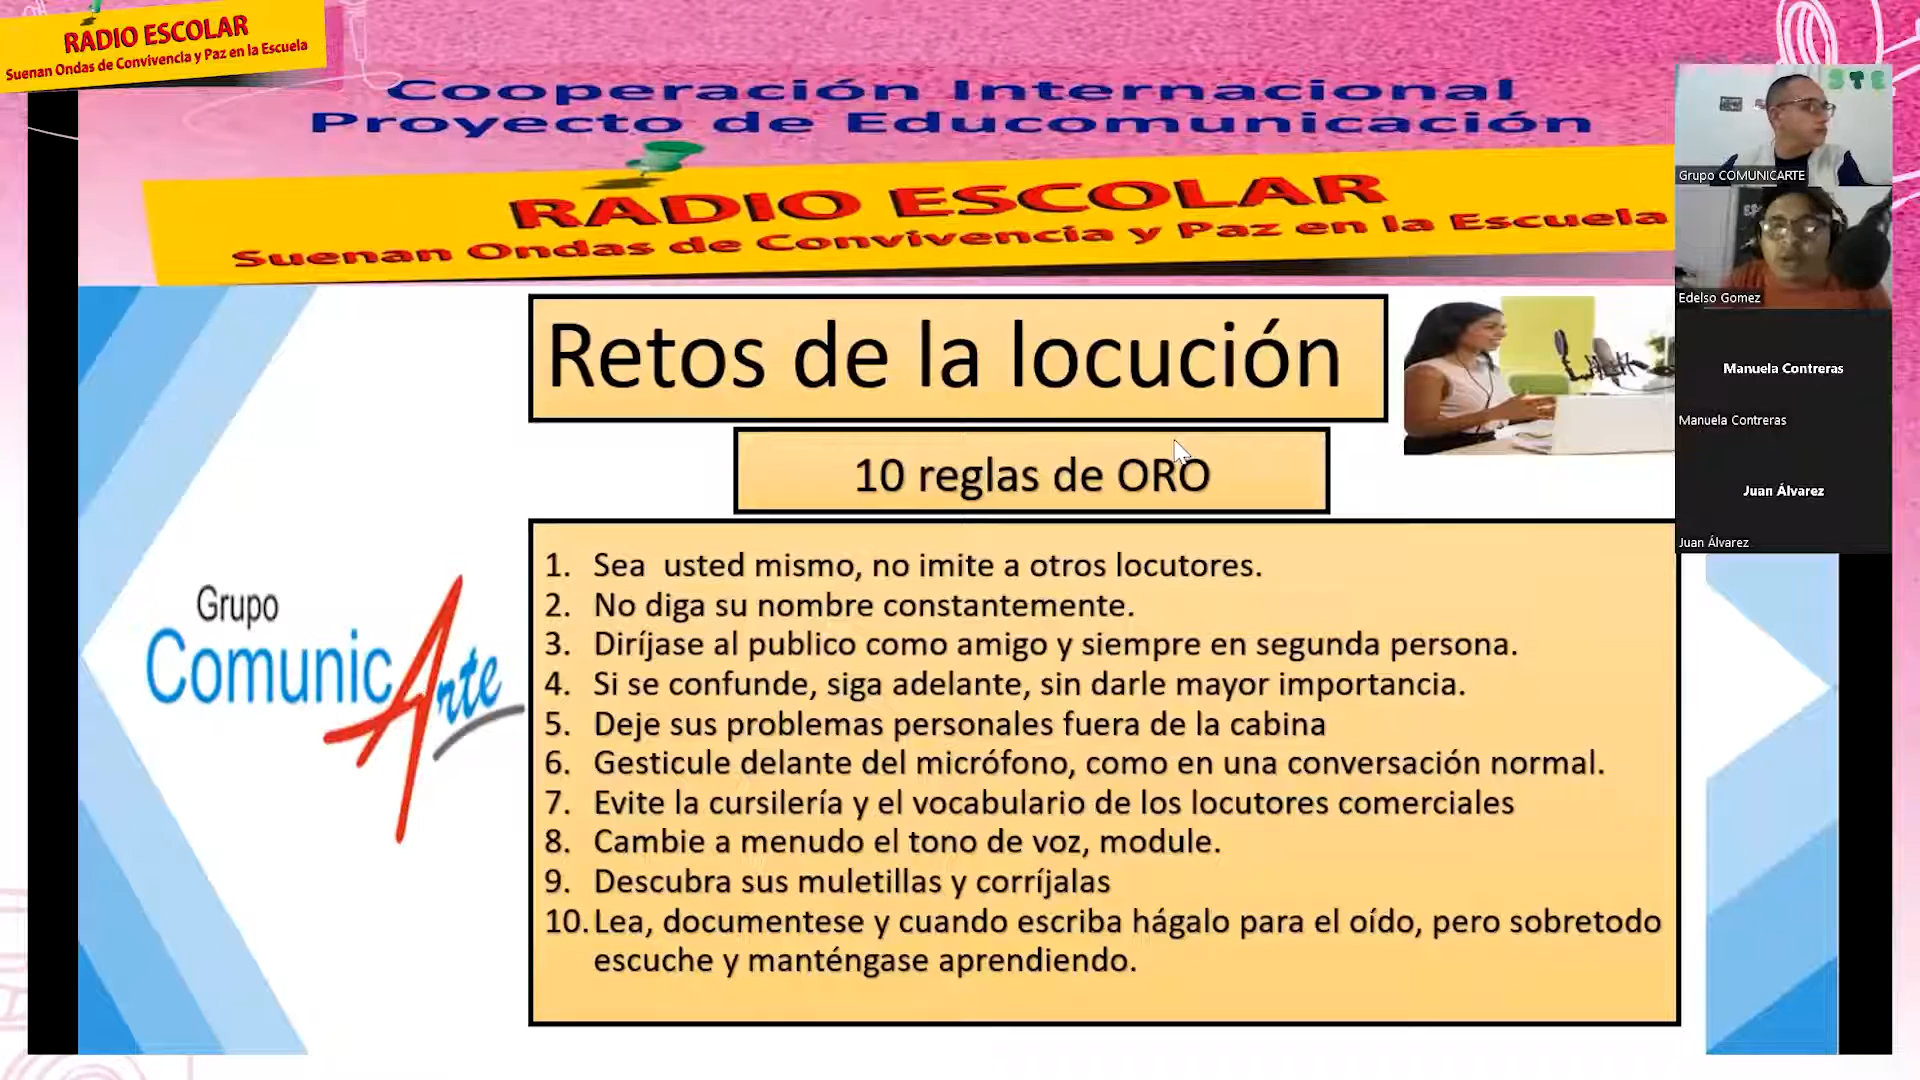 RADIO ESCOLAR
Suenan Ondas de Convivencia y Paz en la Escuela
Cooperación Internacional
Proyecto de Educomunicación
RADIO ESCOLAR
Suenan Ondas de Convivencia y Paz en la Escuela
STE
Grupo COMUNICARTE
Edelso Gomez
Manuela Contreras
Manuela Contreras
Juan Álvarez
Juan Álvarez
Retos de la locución
10 reglas de ORO
Grupo
ComunicArte
1. Sea usted mismo, no imite a otros locutores.
2. No diga su nombre constantemente.
3. Diríjase al publico como amigo y siempre en segunda persona.
4. Si se confunde, siga adelante, sin darle mayor importancia.
5. Deje sus problemas personales fuera de la cabina
6. Gesticule delante del micrófono, como en una conversación normal.
7. Evite la cursilería y el vocabulario de los locutores comerciales
8. Cambie a menudo el tono de voz, module.
9. Descubra sus muletillas y corríjalas
10. Lea, documentese y cuando escriba hágalo para el oído, pero sobretodo
escuche y manténgase aprendiendo.